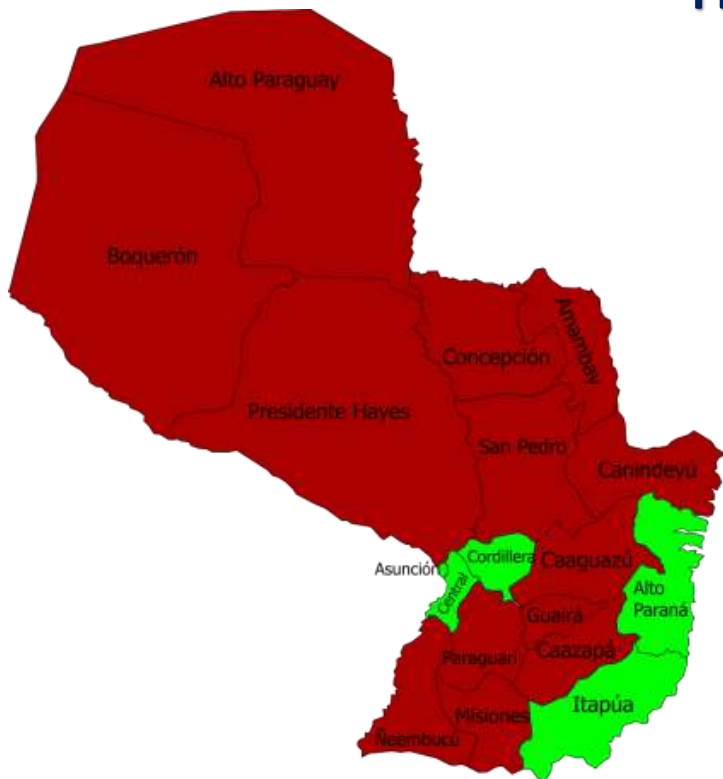 Alto Paraguay
Boquerón
Amambay
Concepción
Presidente Hayes
San Pedro
Canindeyú
Cordillera
Caaguazú
Asunción
Central
Alto
Paraná
Guairá
Caazapá
Paraguarí
Itapúa
Misiones
Ñeembucú